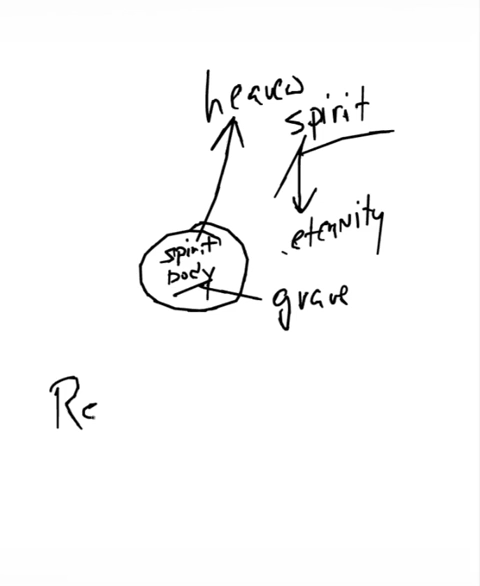 heaven
spirit
eternity
spirit
body
grave
Re